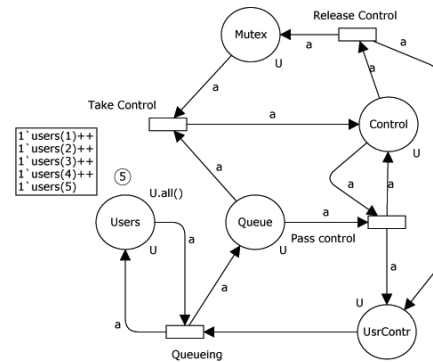 Release Control
Mutex
a
a
U
a
a
Take Control
a
Control
U
1`users(1)++
1`users(2)++
1`users(3)++
1`users(4)++
1`users(5)
5
U.all()
a
a
a
Users
Queue
a
a
Pass control
U
U
a
a
U
a
a
UsrContr
Queueing